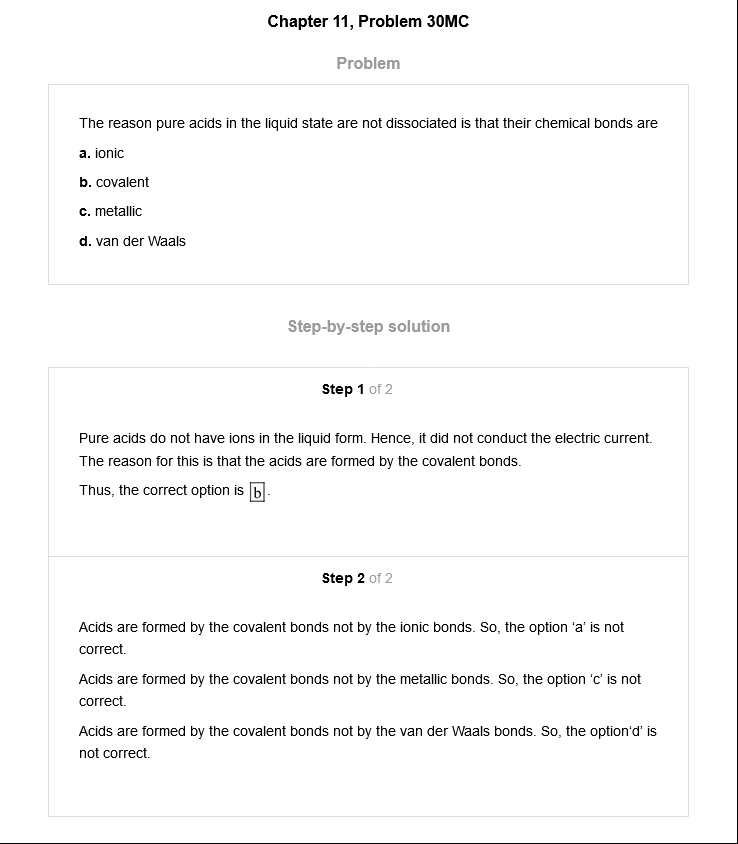 Chapter 11, Problem 30MC
Problem
The reason pure acids in the liquid state are not dissociated is that their chemical bonds are
a. ionic
b. covalent
c. metallic
d. van der Waals
Step-by-step solution
Step 1 of 2
Pure acids do not have ions in the liquid form. Hence, it did not conduct the electric current.
The reason for this is that the acids are formed by the covalent bonds.
Thus, the correct option is b.
Step 2 of 2
Acids are formed by the covalent bonds not by the ionic bonds. So, the option ‘a’ is not
correct.
Acids are formed by the covalent bonds not by the metallic bonds. So, the option ‘c’ is not
correct.
Acids are formed by the covalent bonds not by the van der Waals bonds. So, the option‘d’ is
not correct.